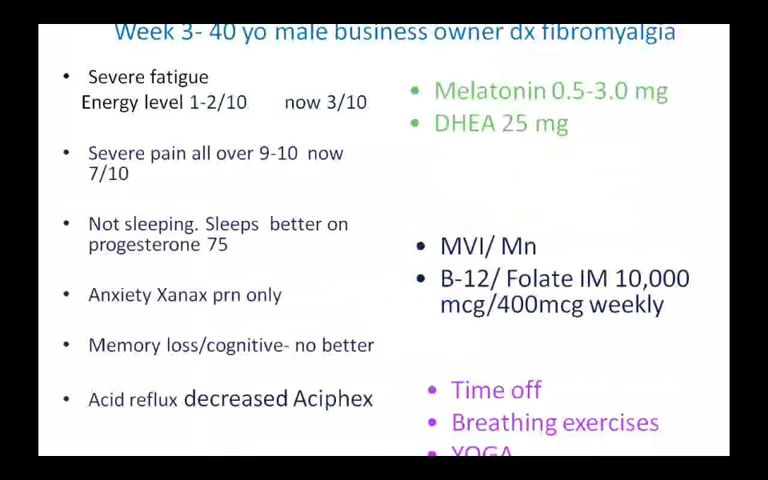 Week 3- 40 yo male business owner dx fibromyalgia
• Severe fatigue
Energy level 1-2/10 now 3/10
• Severe pain all over 9-10 now
7/10
• Not sleeping. Sleeps better on
progesterone 75
• Anxiety Xanax prn only
• Memory loss/cognitive- no better
• Acid reflux decreased Aciphex
• Melatonin 0.5-3.0 mg
• DHEA 25 mg
• MVI/ Mn
• B-12/ Folate IM 10,000
mcg/400mcg weekly
• Time off
• Breathing exercises
• YOGA